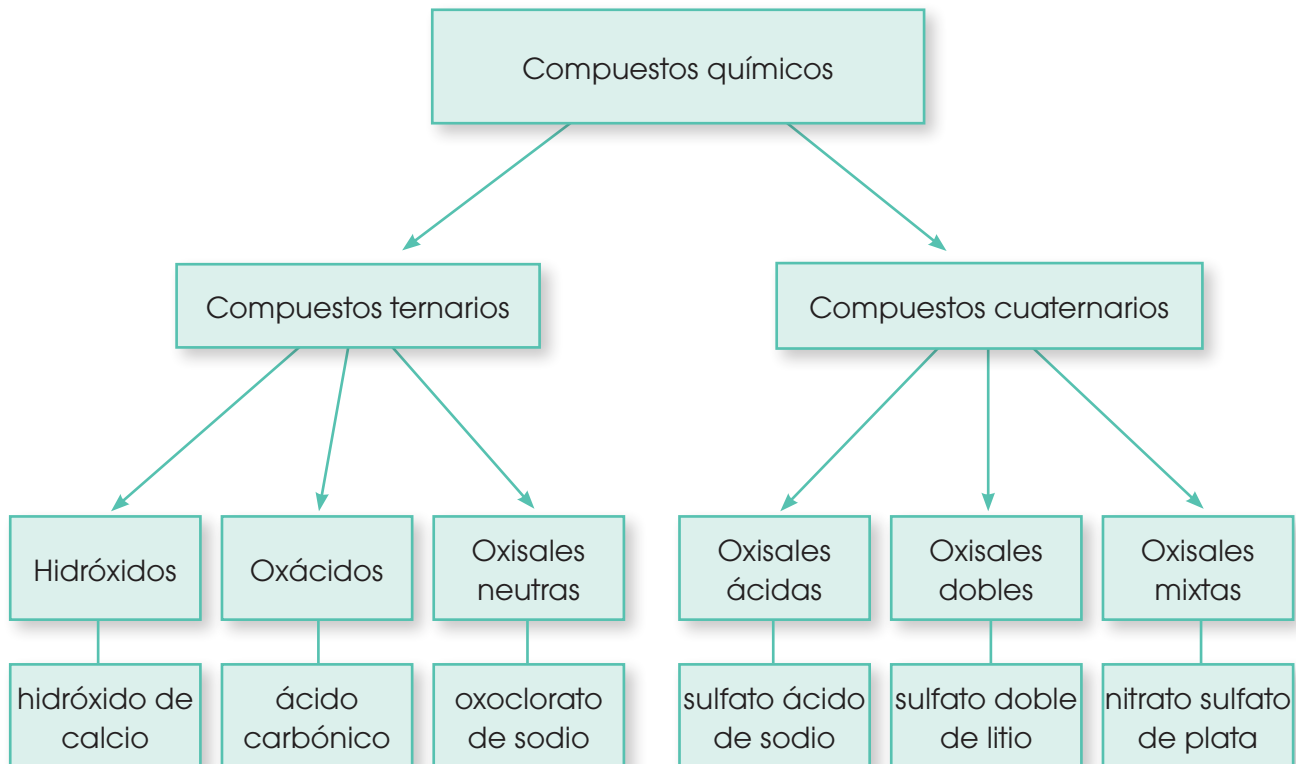 Compuestos químicos
Compuestos ternarios
Compuestos cuaternarios
Hidróxidos
Oxácidos
Oxisales
neutras
Oxisales
ácidas
Oxisales
dobles
Oxisales
mixtas
hidróxido de
calcio
ácido
carbónico
oxoclorato
de sodio
sulfato ácido
de sodio
sulfato doble
de litio
nitrato sulfato
de plata